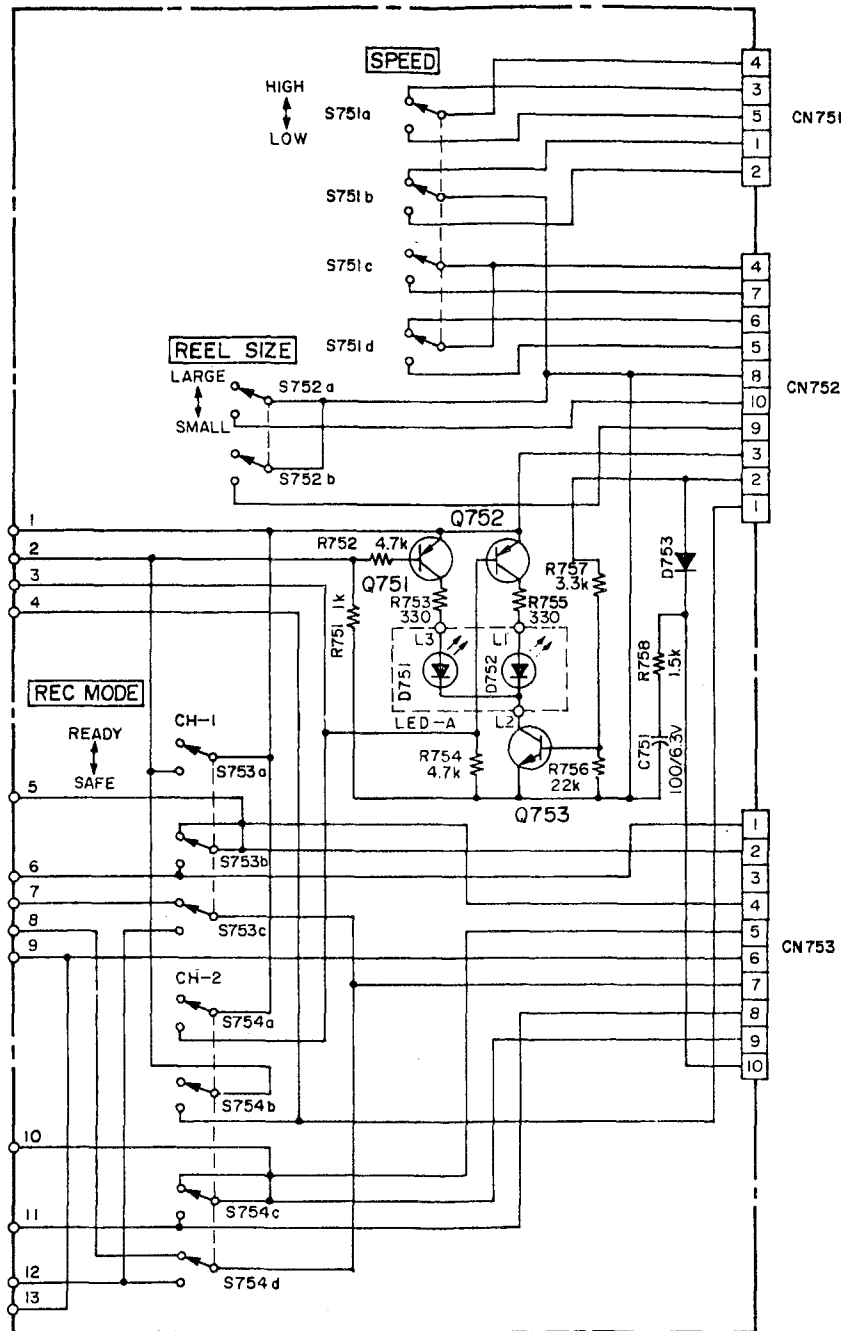 SPEED
HIGH
LOW
S751a
S751b
S751c
S751d
4
3
5
1
2
CN751
4
7
6
5
8
10
9
3
2
1
CN752
REEL SIZE
LARGE
SMALL
S752a
S752b
1
2
3
4
R752
4.7k
Q752
Q751
R751 1k
R753
330
R755
330
R757
3.3k
D753
L3
L1
D751
D752
LED-A
L2
R758
1.5k
C751
100/6.3V
R754
4.7k
R756
22k
Q753
REC MODE
READY
SAFE
CH-1
S753a
5
S753b
6
7
8
9
S753c
CH-2
S754a
S754b
10
S754c
11
12
13
S754d
1
2
3
4
5
6
7
8
9
10
CN753